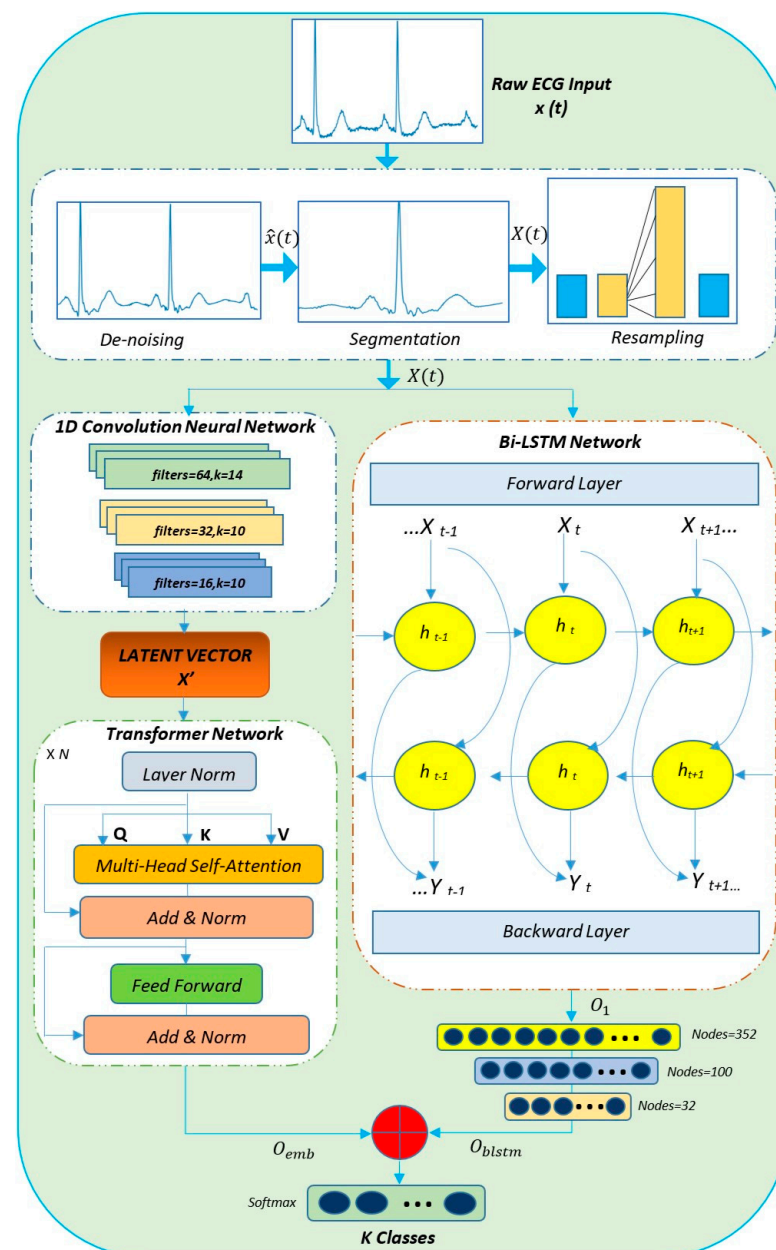 Raw ECG Input
x (t)
x̂(t)
X(t)
De-noising
Segmentation
Resampling
X(t)
1D Convolution Neural Network
filters=64,k=14
filters=32,k=10
filters=16,k=10
LATENT VECTOR
X'
Transformer Network
X N
Layer Norm
Q K V
Multi-Head Self-Attention
Add & Norm
Feed Forward
Add & Norm
Bi-LSTM Network
Forward Layer
...X t-1 X t X t+1...
h t-1 h t h t+1
h t-1 h t h t+1
...Y t-1 Y t Y t+1...
Backward Layer
O1
Nodes=352
Nodes=100
Nodes=32
Oemb
Oblstm
Softmax
K Classes